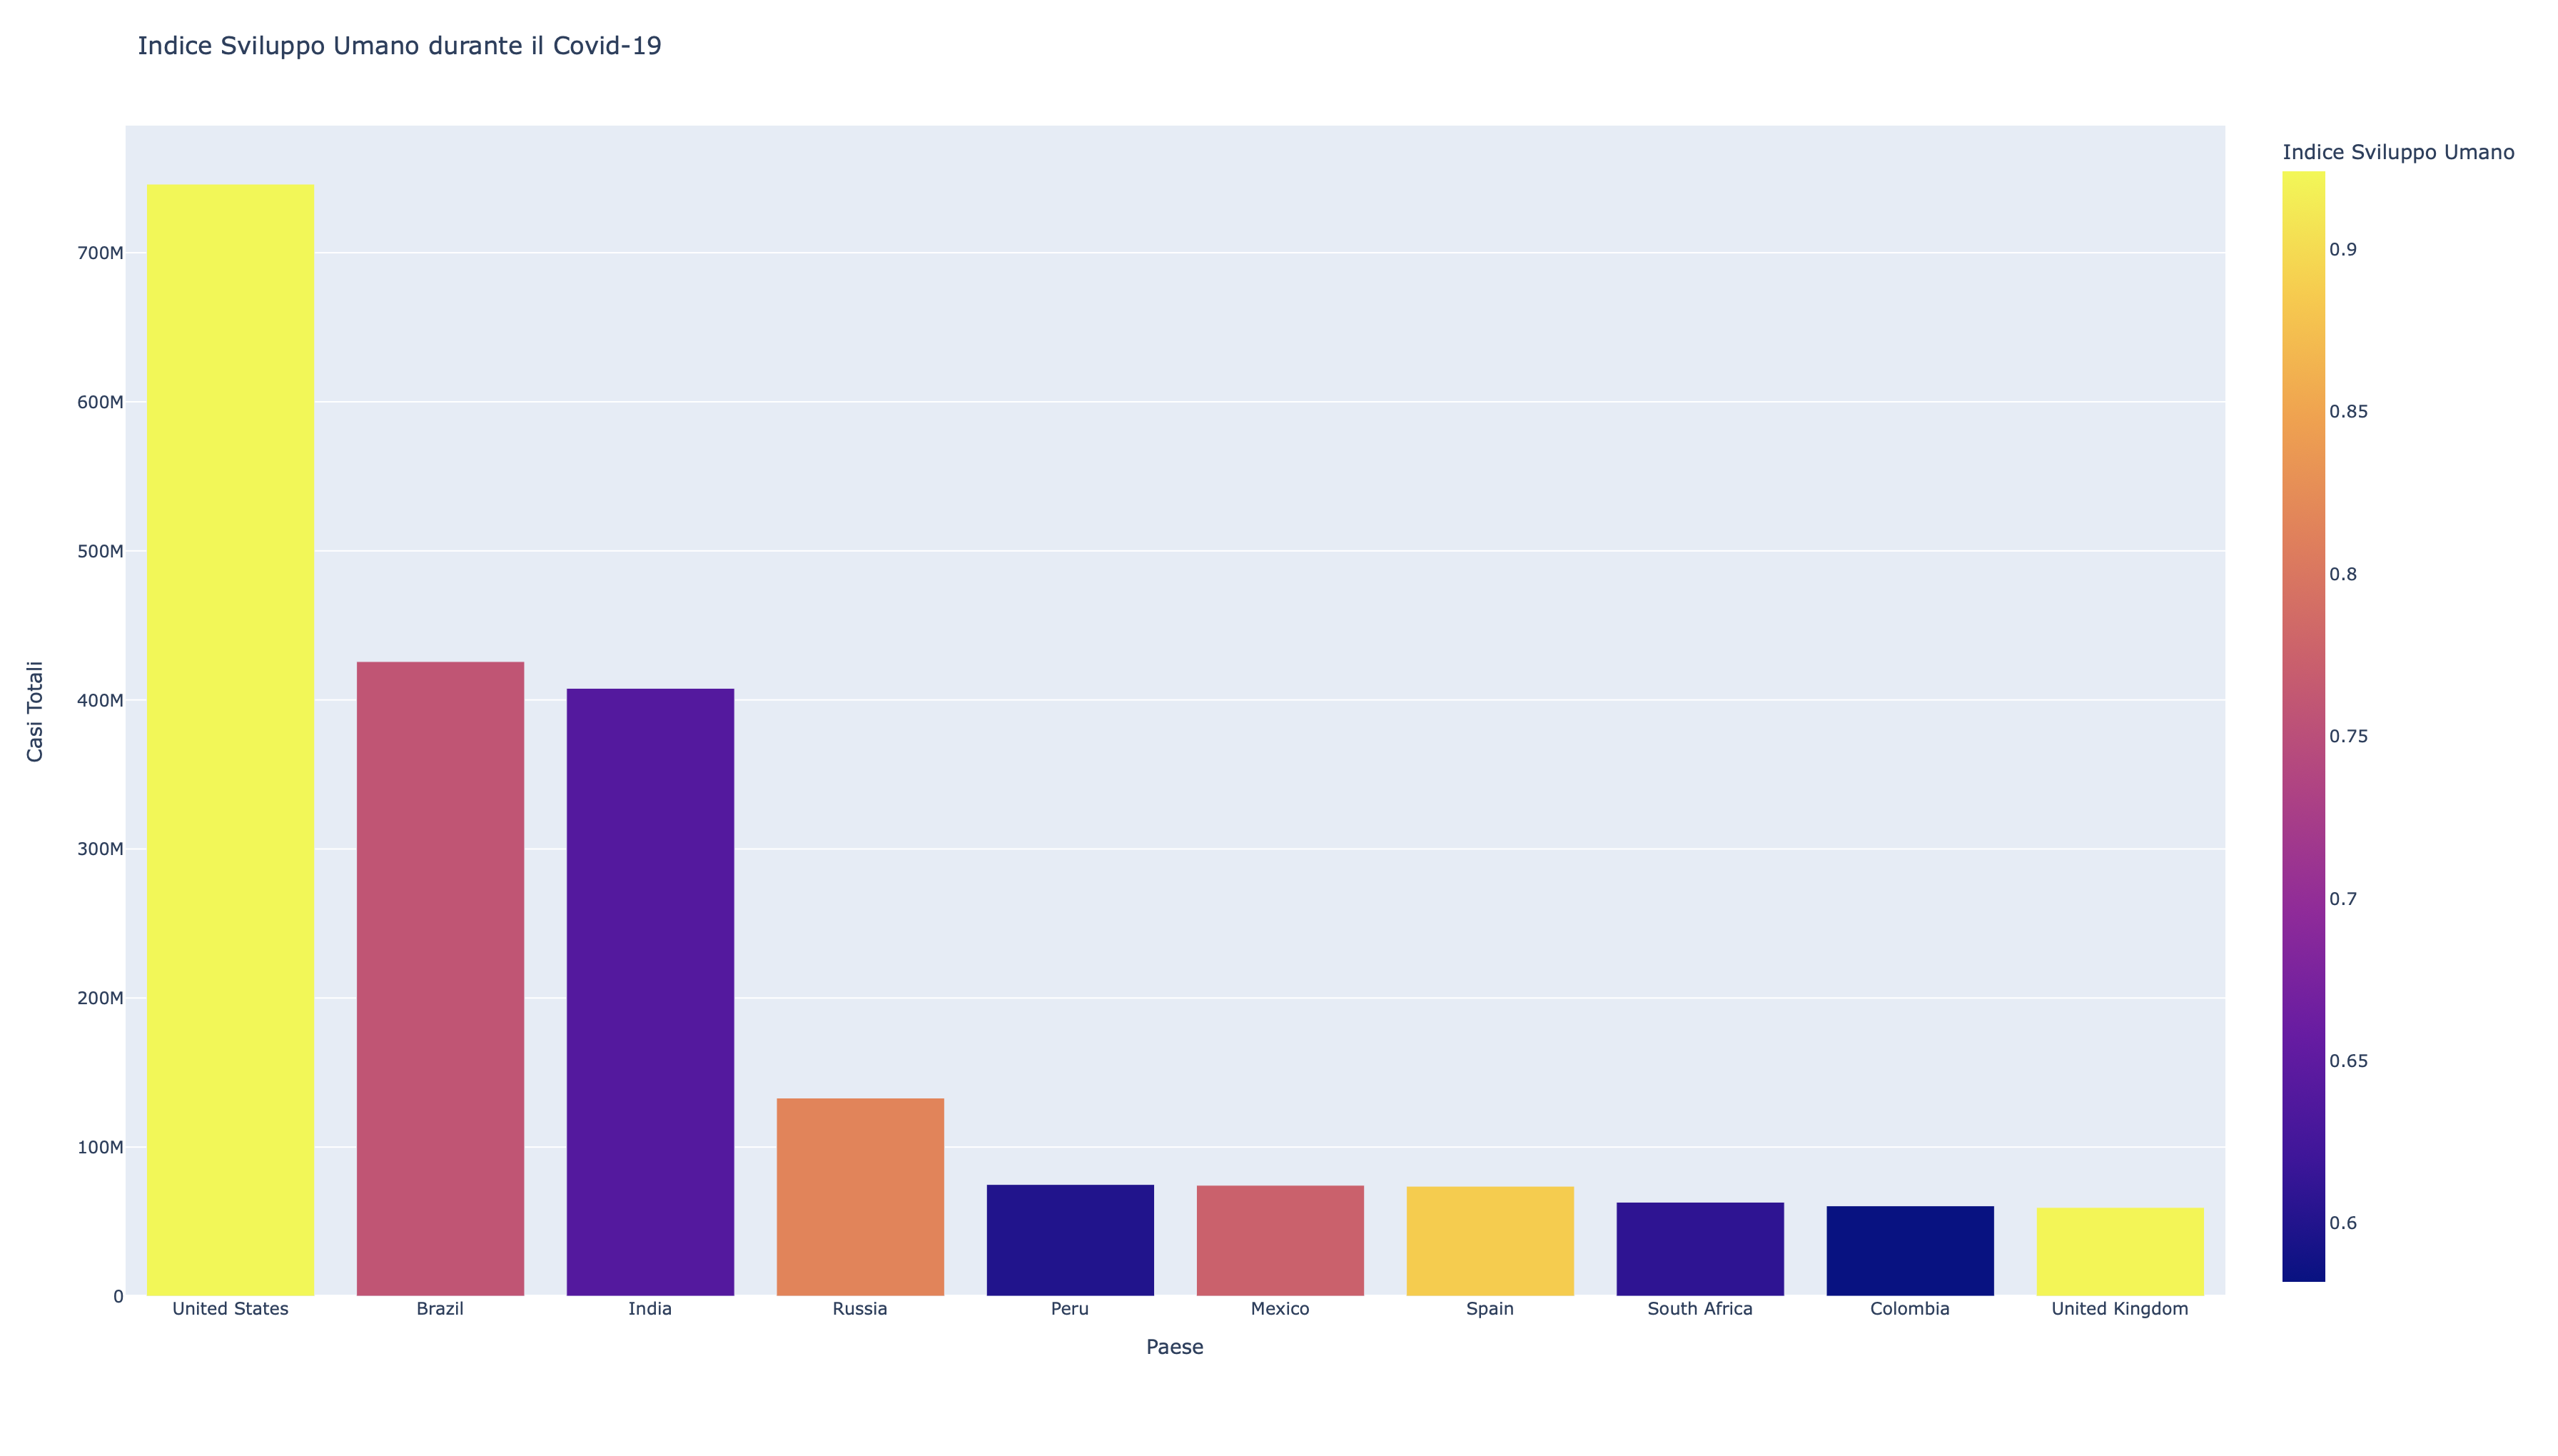 Indice Sviluppo Umano durante il Covid-19
Indice Sviluppo Umano
Casi Totali
700M
600M
500M
400M
300M
200M
100M
0
0.9
0.85
0.8
0.75
0.7
0.65
0.6
United States Brazil India Russia Peru Mexico Spain South Africa Colombia United Kingdom
Paese